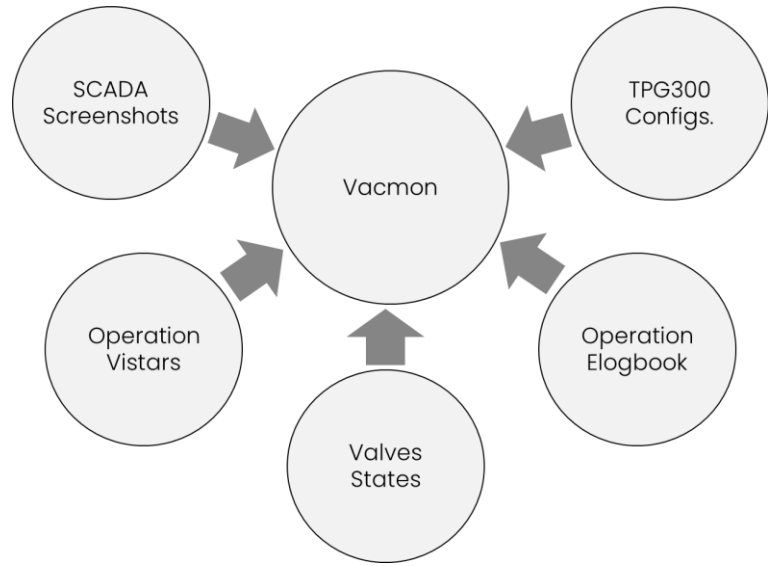 SCADA
Screenshots
TPG300
Configs.
Vacmon
Operation
Vistars
Operation
Elogbook
Valves
States